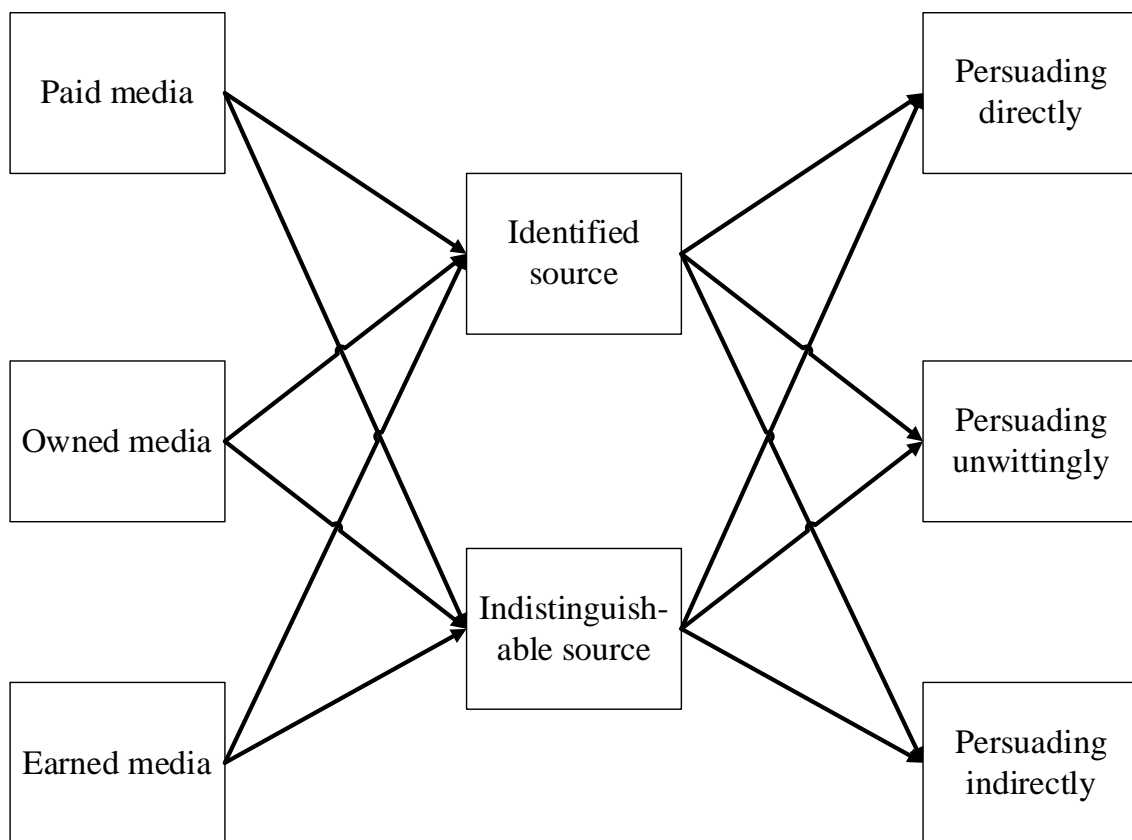 Paid media
Owned media
Earned media
Identified
source
Indistinguish-
able source
Persuading
directly
Persuading
unwittingly
Persuading
indirectly